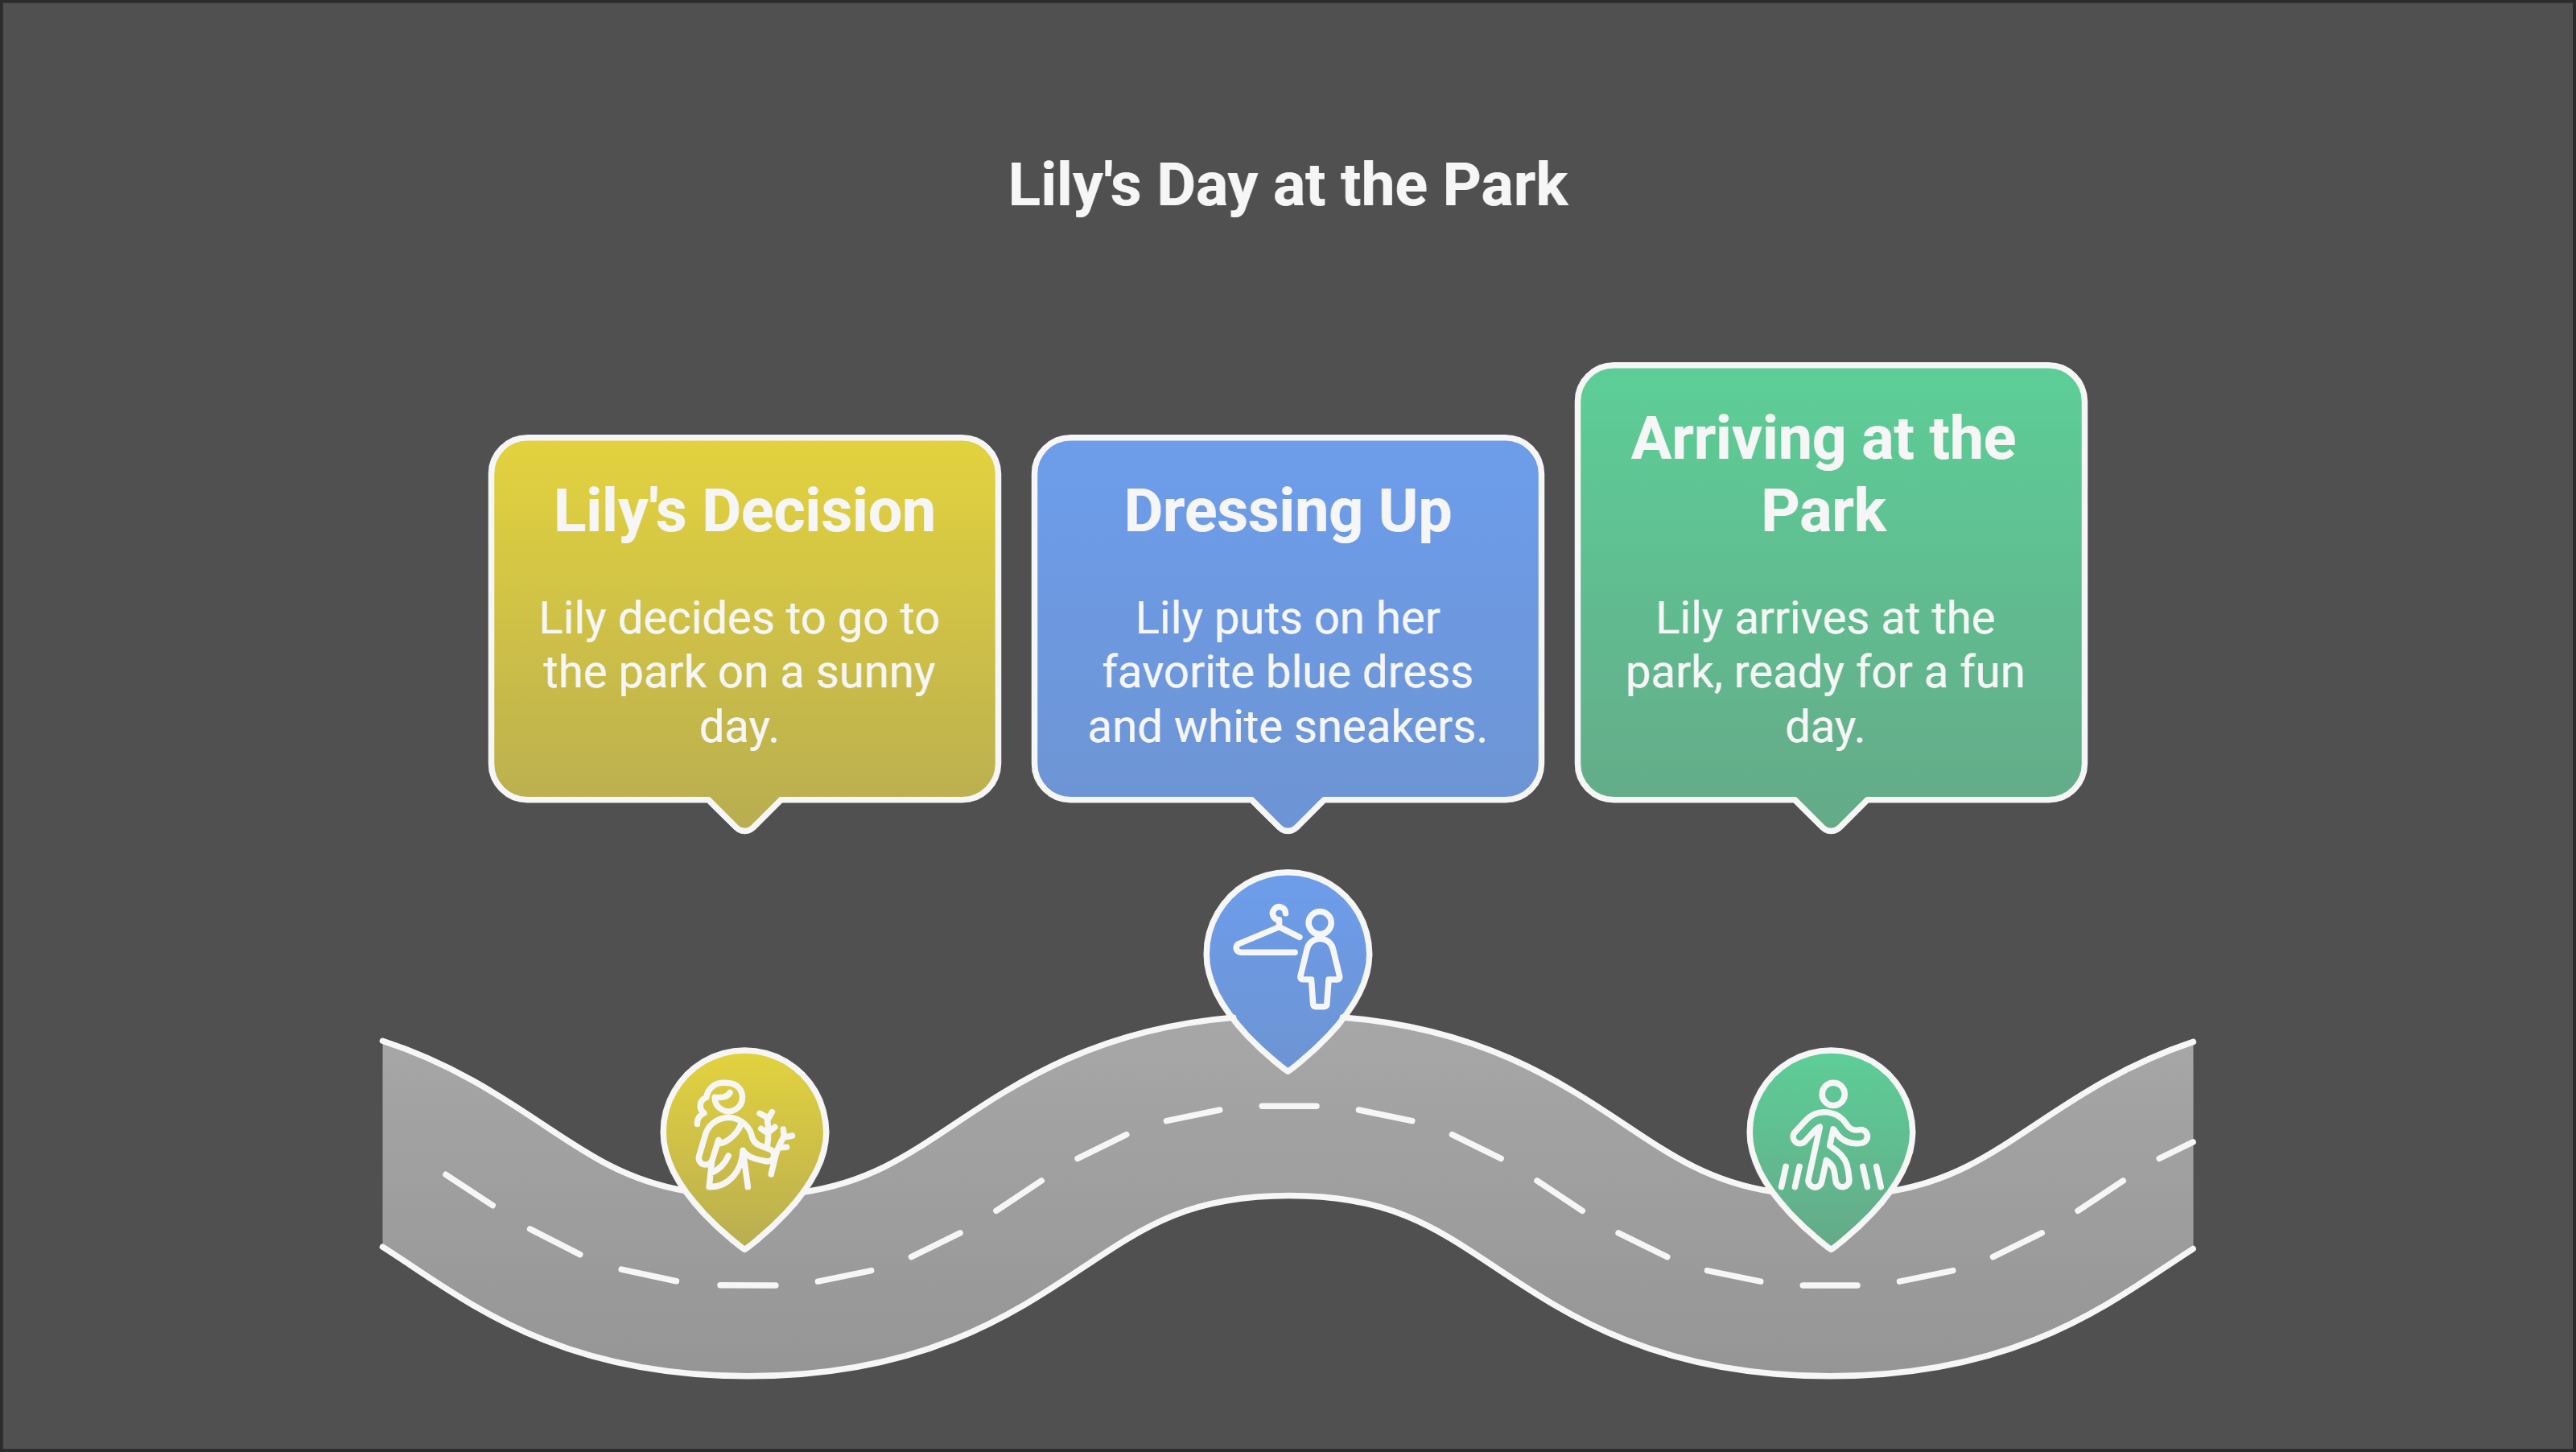 Lily's Day at the Park
Lily's Decision
Lily decides to go to
the park on a sunny
day.
Dressing Up
Lily puts on her
favorite blue dress
and white sneakers.
Arriving at the
Park
Lily arrives at the
park, ready for a fun
day.